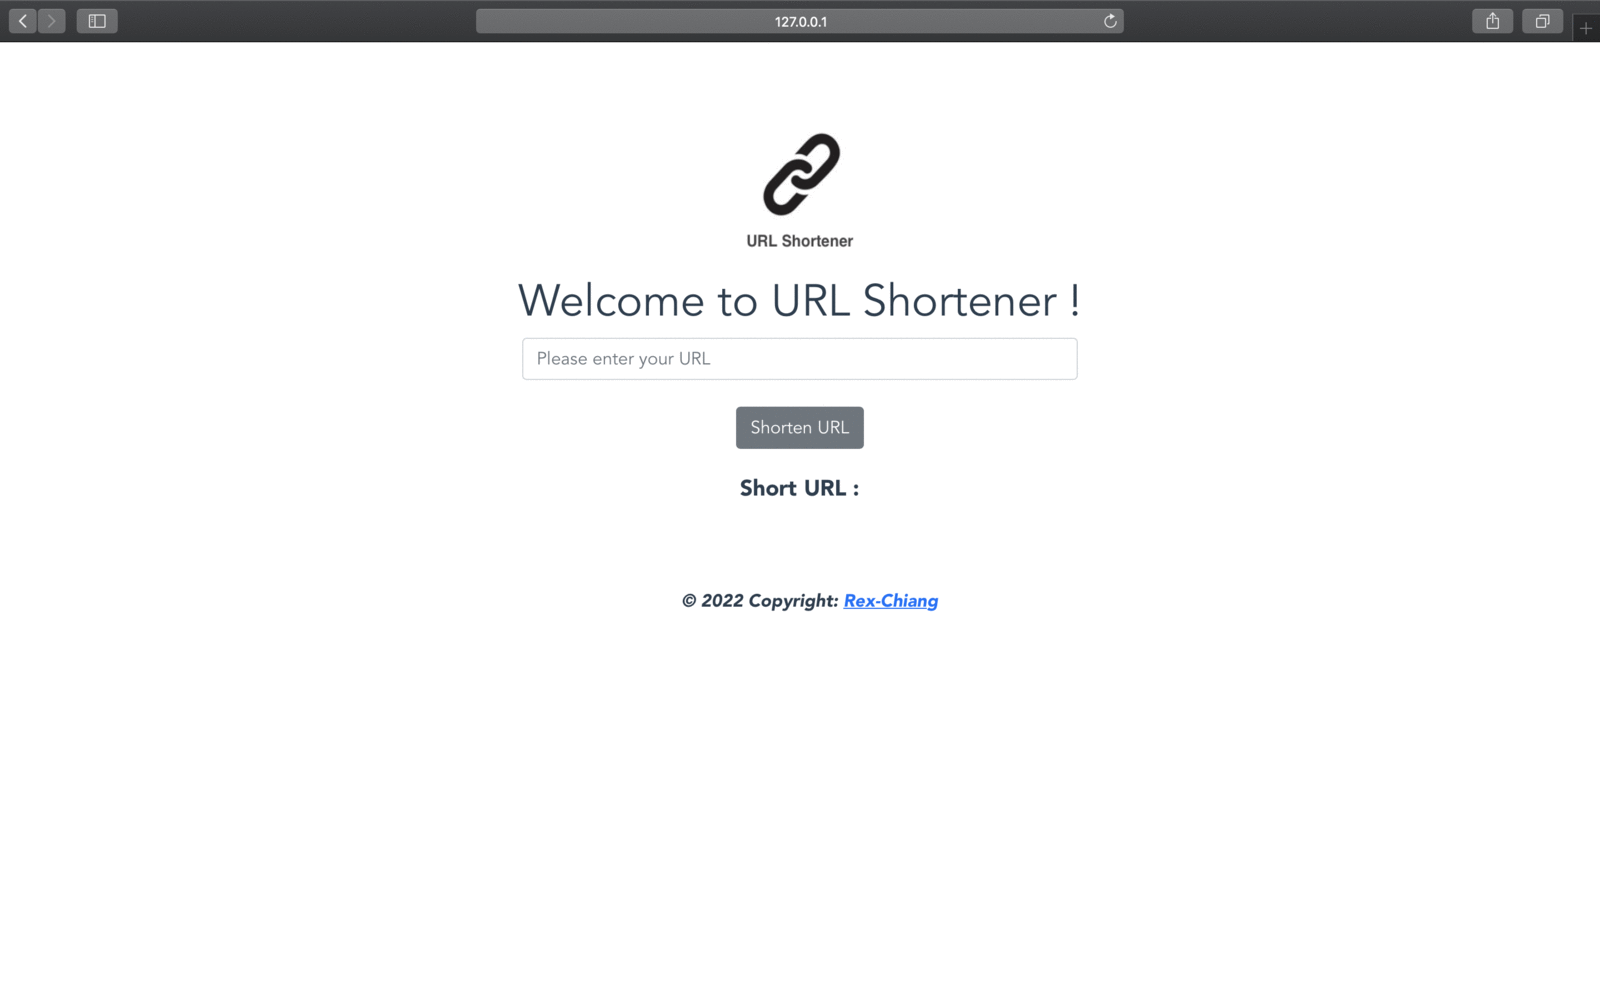 127.0.0.1
URL Shortener
Welcome to URL Shortener !
Please enter your URL
Shorten URL
Short URL :
© 2022 Copyright: Rex-Chiang